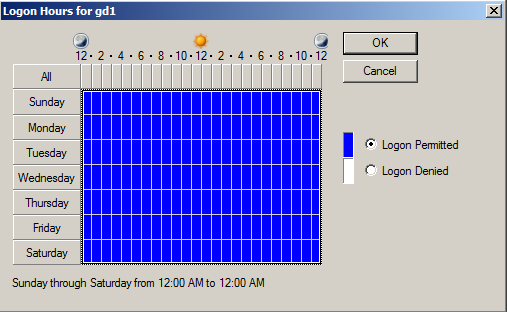 Logon Hours for gd1
12 · 2 · 4 · 6 · 8 · 10 · 12 · 2 · 4 · 6 · 8 · 10 · 12
All
Sunday
Monday
Tuesday
Wednesday
Thursday
Friday
Saturday
OK
Cancel
Logon Permitted
Logon Denied
Sunday through Saturday from 12:00 AM to 12:00 AM